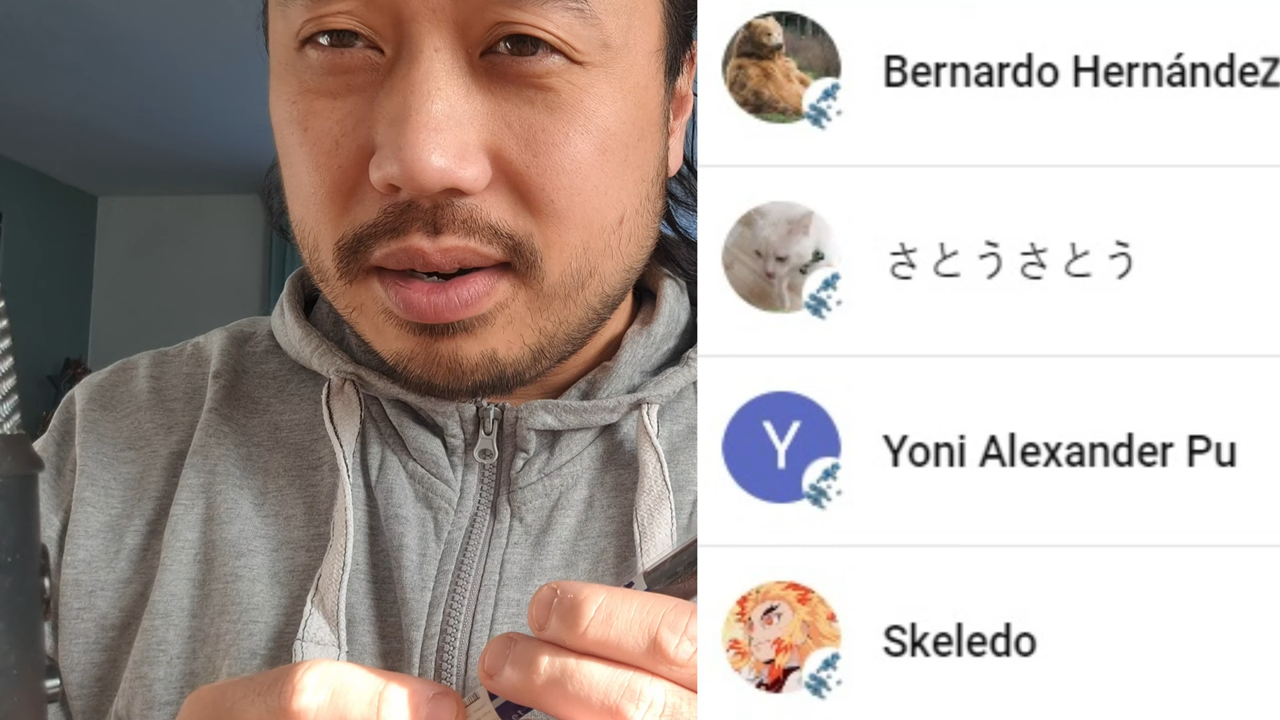 Bernardo HernándeZ
さとうさとう
Y
Yoni Alexander Pu
Skeledo